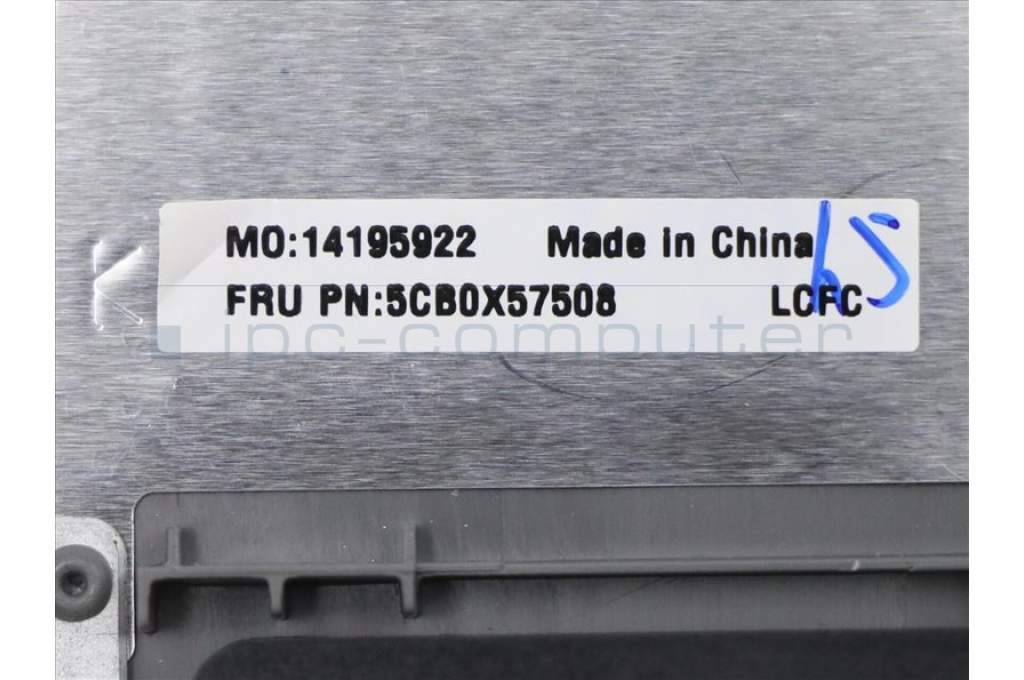 MO:14195922 Made in China
FRU PN:5CB0X57508 LCFC
ipc-computer